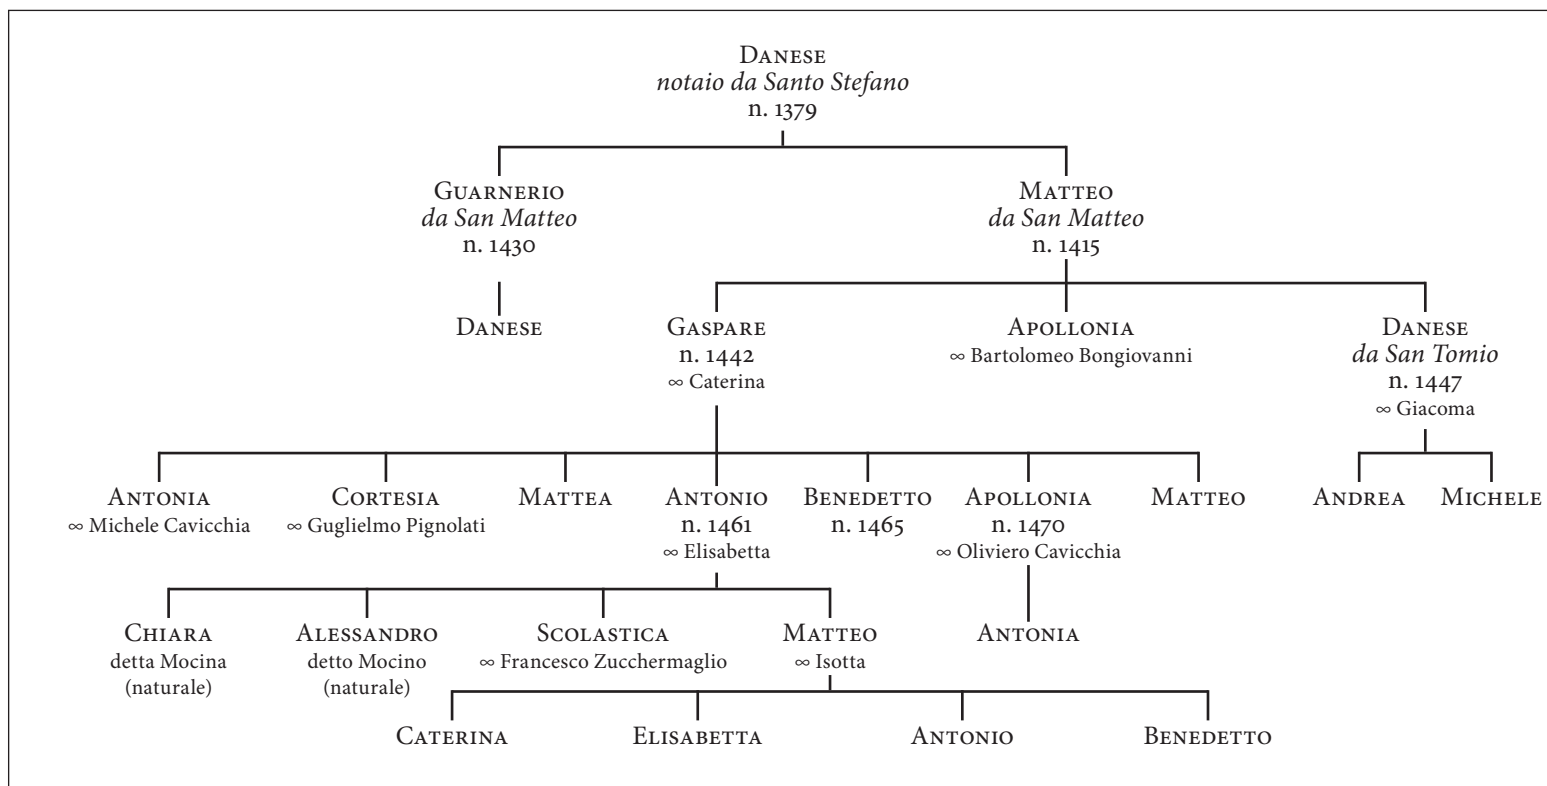 Danese
notaio da Santo Stefano
n. 1379
Guarnerio
da San Matteo
n. 1430
Matteo
da San Matteo
n. 1415
Danese
Gaspare
n. 1442
∞ Caterina
Apollonia
∞ Bartolomeo Bongiovanni
Danese
da San Tomio
n. 1447
∞ Giacoma
Antonia
∞ Michele Cavicchia
Cortesia
∞ Guglielmo Pignolati
Mattea
Antonio
n. 1461
∞ Elisabetta
Benedetto
n. 1465
Apollonia
n. 1470
∞ Oliviero Cavicchia
Matteo
Andrea
Michele
Chiara
detta Mocina
(naturale)
Alessandro
detto Mocino
(naturale)
Scolastica
∞ Francesco Zucchermaglio
Matteo
∞ Isotta
Antonia
Caterina
Elisabetta
Antonio
Benedetto